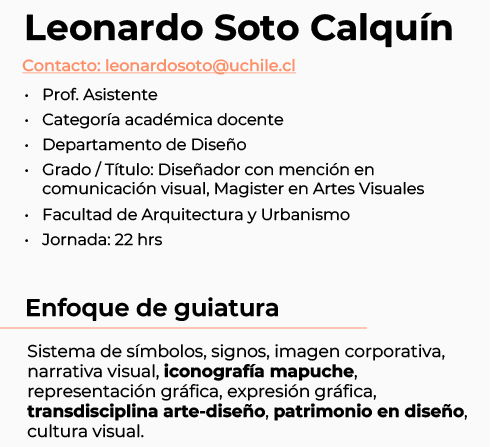 Leonardo Soto Calquín
Contacto: leonardosoto@uchile.cl
• Prof. Asistente
• Categoría académica docente
• Departamento de Diseño
• Grado / Título: Diseñador con mención en
comunicación visual, Magister en Artes Visuales
• Facultad de Arquitectura y Urbanismo
• Jornada: 22 hrs
Enfoque de guiatura
Sistema de símbolos, signos, imagen corporativa,
narrativa visual, iconografía mapuche,
representación gráfica, expresión gráfica,
transdisciplina arte-diseño, patrimonio en diseño,
cultura visual.